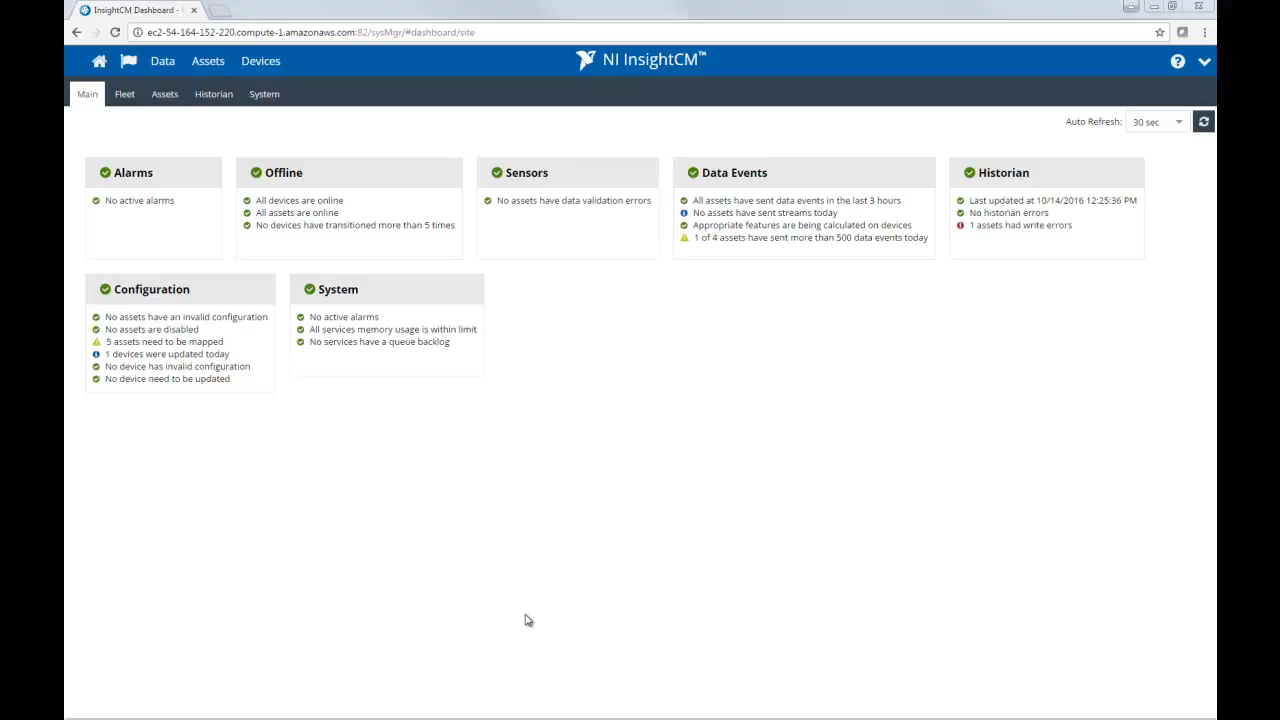 InsightCM Dashboard -
ec2-54-164-152-220.compute-1.amazonaws.com:82/sysMgr/#dashboard/site
Data Assets Devices
NI InsightCM™
Main Fleet Assets Historian System
Auto Refresh: 30 sec
Alarms
No active alarms
Offline
All devices are online
All assets are online
No devices have transitioned more than 5 times
Sensors
No assets have data validation errors
Data Events
All assets have sent data events in the last 3 hours
No assets have sent streams today
Appropriate features are being calculated on devices
1 of 4 assets have sent more than 500 data events today
Historian
Last updated at 10/14/2016 12:25:36 PM
No historian errors
1 assets had write errors
Configuration
No assets have an invalid configuration
No assets are disabled
5 assets need to be mapped
1 devices were updated today
No device has invalid configuration
No device need to be updated
System
No active alarms
All services memory usage is within limit
No services have a queue backlog